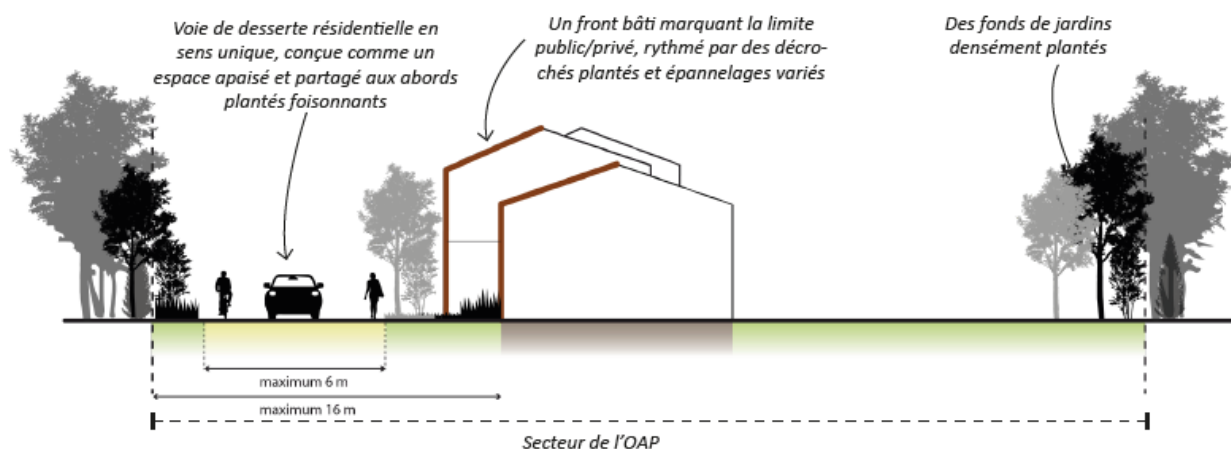 Voie de desserte résidentielle en
sens unique, conçue comme un
espace apaisé et partagé aux abords
plantés foisonnants
Un front bâti marquant la limite
public/privé, rythmé par des décro-
chés plantés et épannelages variés
Des fonds de jardins
densément plantés
maximum 6 m
maximum 16 m
Secteur de l'OAP